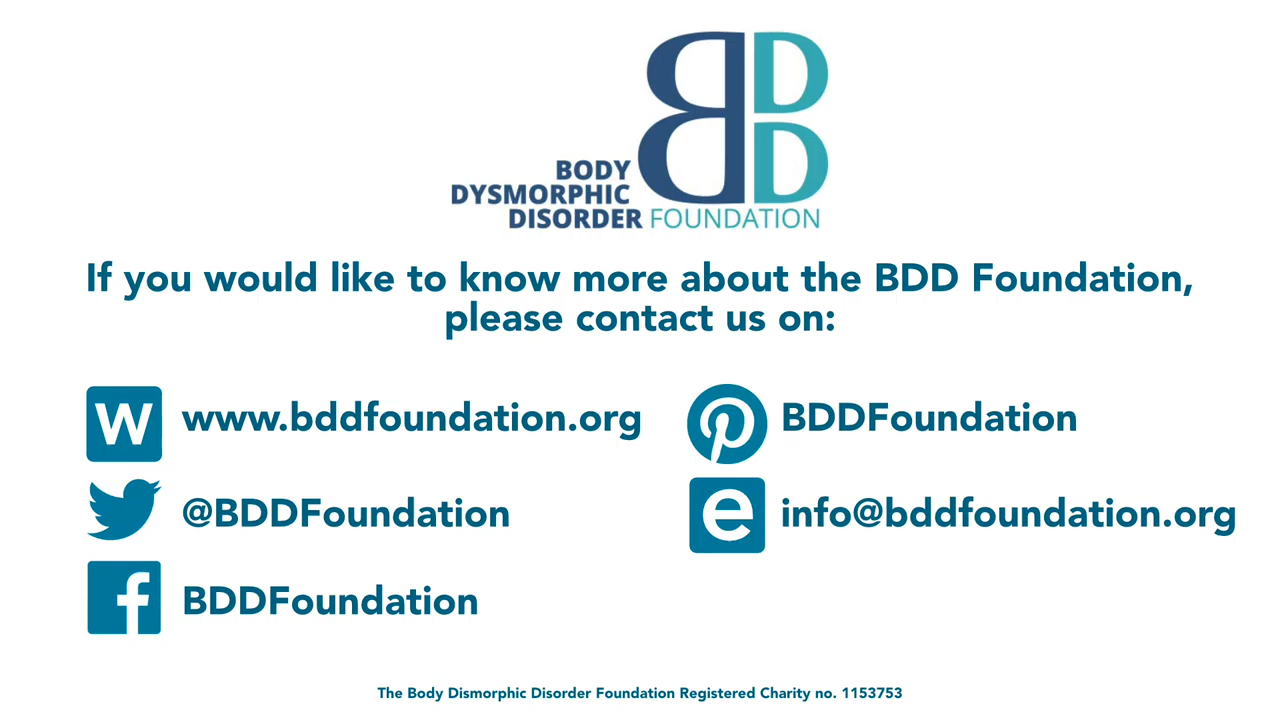 BDD
BODY
DYSMORPHIC
DISORDER FOUNDATION
If you would like to know more about the BDD Foundation,
please contact us on:
W www.bddfoundation.org
BDDFoundation
@BDDFoundation
e info@bddfoundation.org
f BDDFoundation
The Body Dismorphic Disorder Foundation Registered Charity no. 1153753